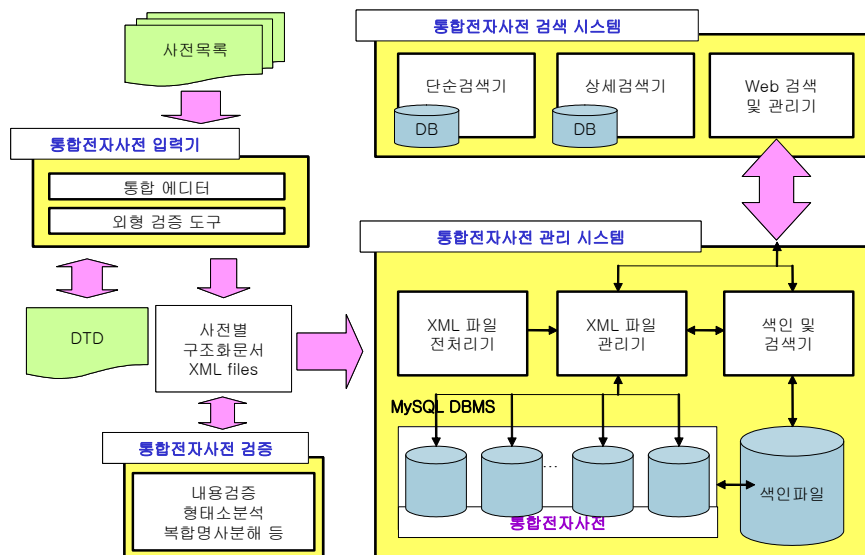 사전목록
통합전자사전 입력기
통합 에디터
외형 검증 도구
DTD
사전별
구조화문서
XML files
통합전자사전 검증
내용검증
형태소분석
복합명사분해 등
통합전자사전 검색 시스템
단순검색기
DB
상세검색기
DB
Web 검색
및 관리기
통합전자사전 관리 시스템
XML 파일
전처리기
XML 파일
관리기
색인 및
검색기
MySQL DBMS
...
통합전자사전
색인파일